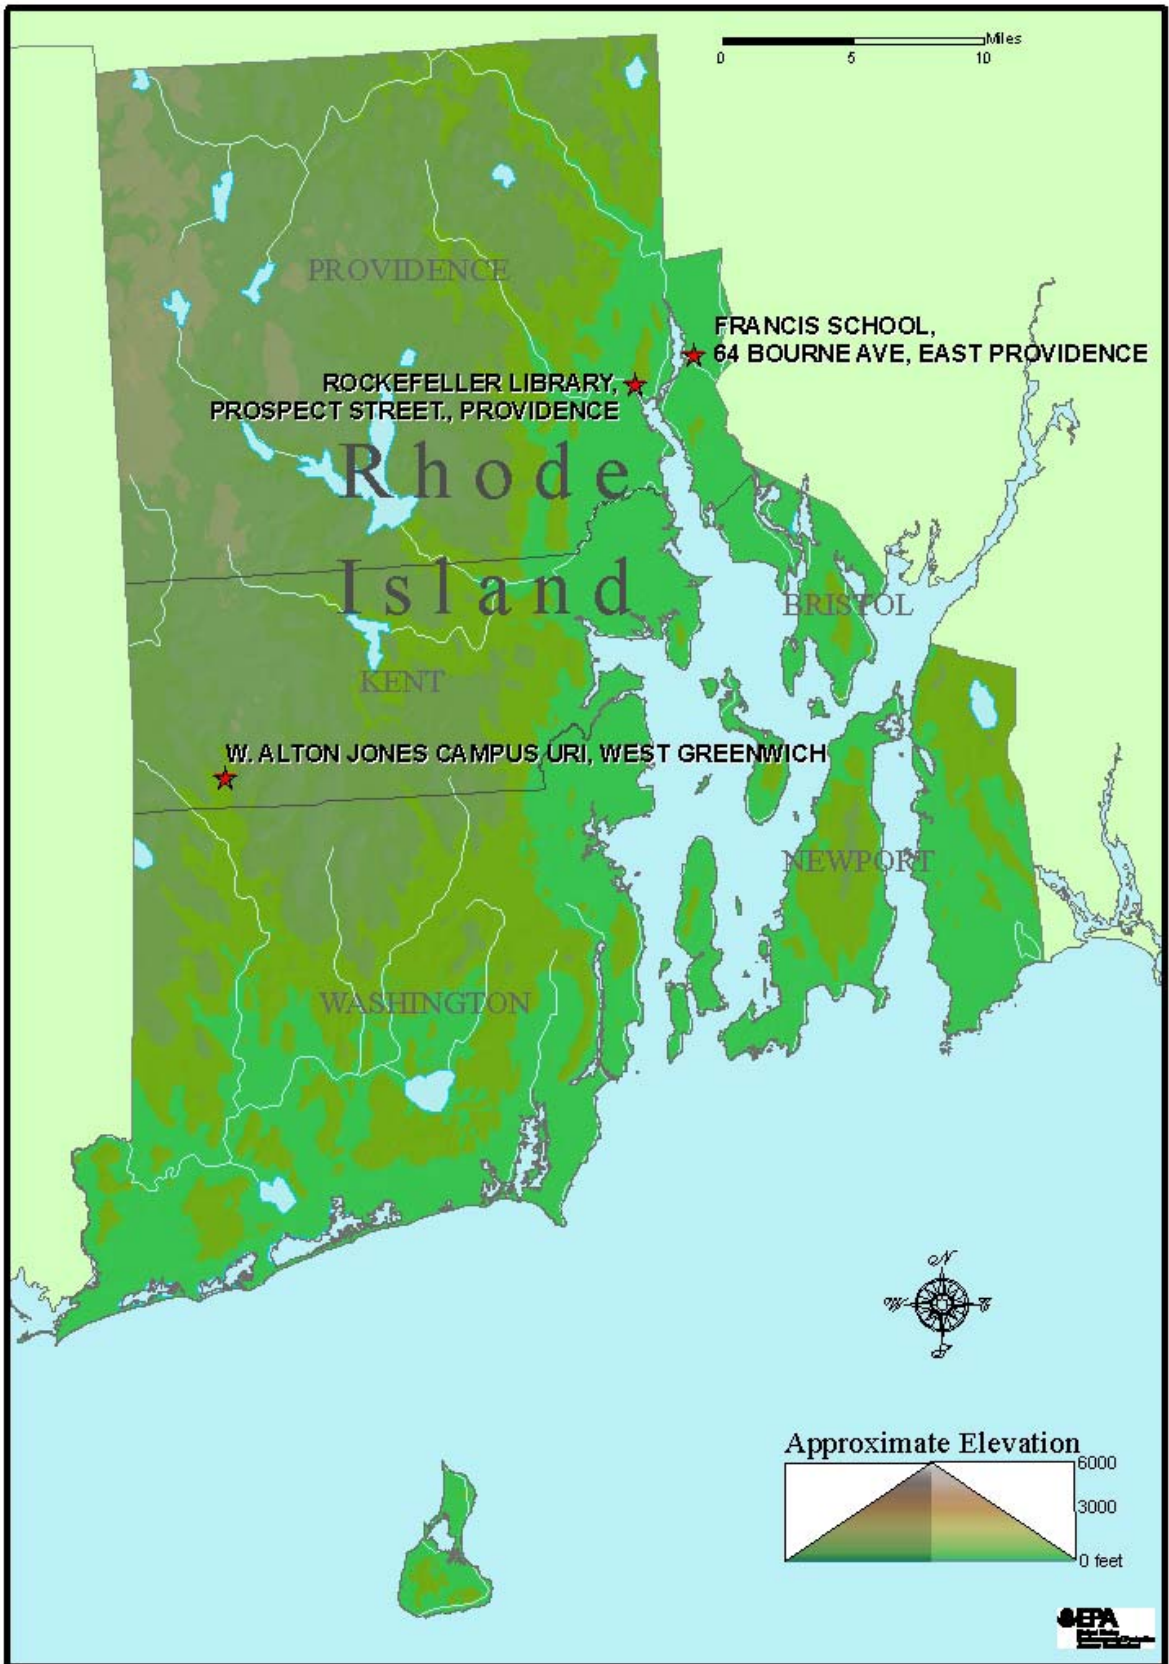 Miles
0 5 10
PROVIDENCE
FRANCIS SCHOOL,
64 BOURNE AVE, EAST PROVIDENCE
ROCKEFELLER LIBRARY,
PROSPECT STREET., PROVIDENCE
Rhode
Island
BRISTOL
KENT
W. ALTON JONES CAMPUS URI, WEST GREENWICH
NEWPORT
WASHINGTON
N
W E
S
Approximate Elevation
6000
3000
0 feet
EPA